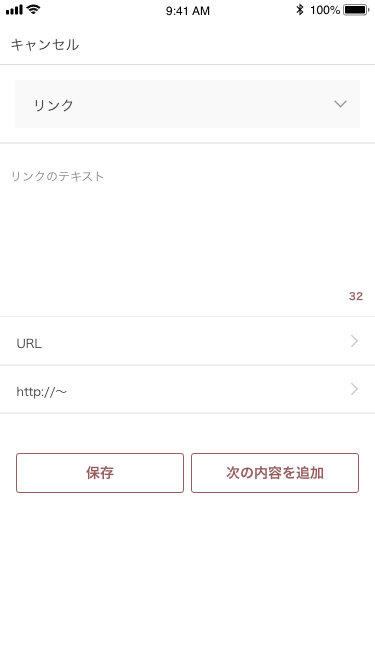 9:41 AM
100%
キャンセル
リンク
リンクのテキスト
32
URL
http://〜
保存
次の内容を追加